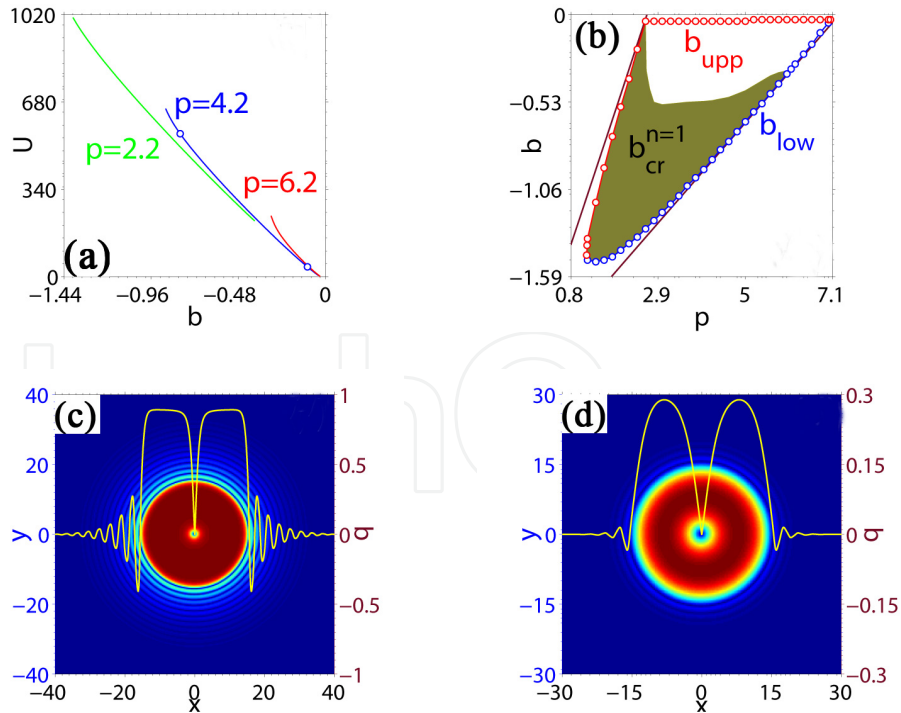 1020
680
340
0
U
p=4.2
p=2.2
p=6.2
(a)
−1.44 −0.96 −0.48 0
b
0
−0.53
−1.06
−1.59
b
(b)
b_upp
b_cr^n=1
b_low
0.8 2.9 5 7.1
p
40
20
0
−20
−40
y
(c)
1
0.5
0
−0.5
−1
q
−40 −20 0 20 40
x
30
15
0
−15
−30
y
(d)
0.3
0.15
0
−0.15
−0.3
q
−30 −15 0 15 30
x